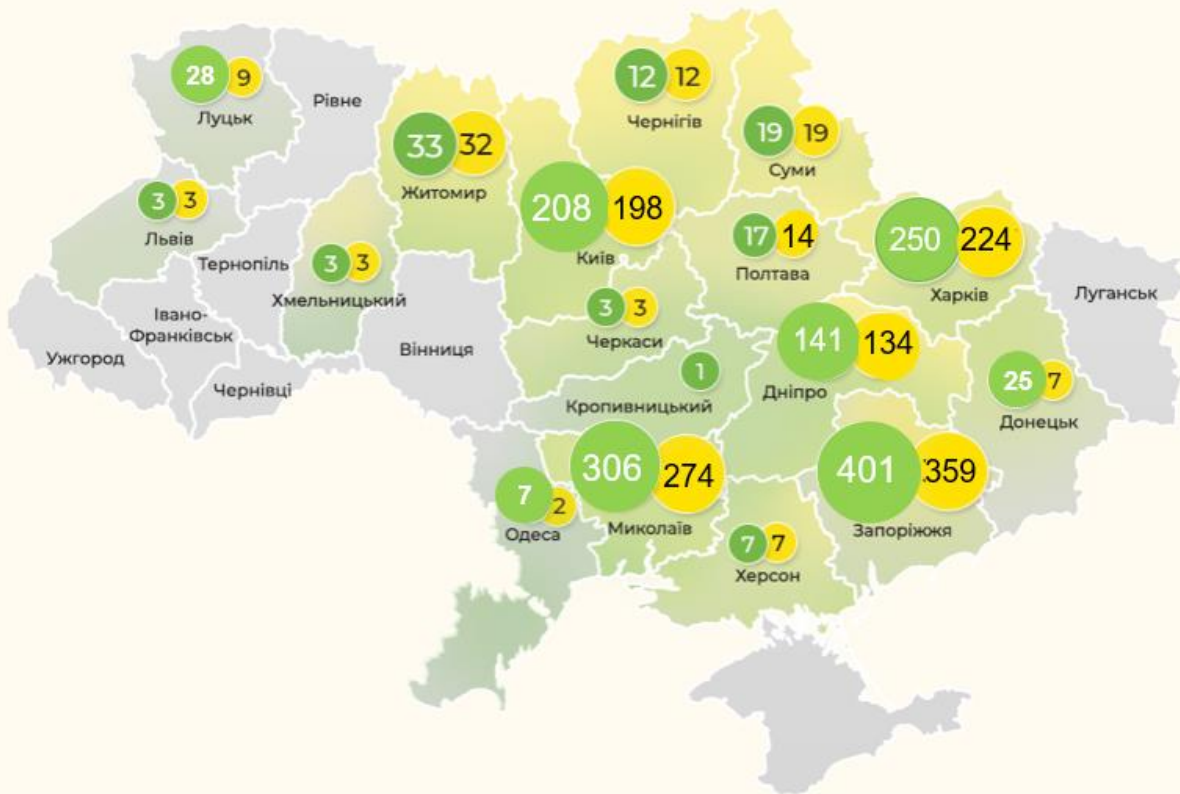 28 9
Луцьк
Рівне
33 32
Житомир
12 12
Чернігів
19 19
Суми
3 3
Львів
Тернопіль
3 3
Хмельницький
208 198
Київ
17 14
Полтава
250 224
Харків
Луганськ
Ужгород
Івано-
Франківськ
Чернівці
Вінниця
3 3
Черкаси
1
Кропивницький
141 134
Дніпро
25 7
Донецьк
7 2
Одеса
306 274
Миколаїв
401 359
Запоріжжя
7 7
Херсон